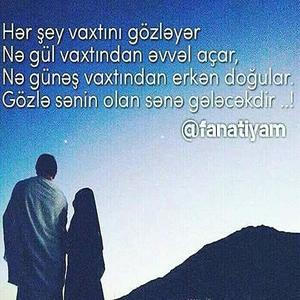 Hər şey vaxtını gözləyər
Nə gül vaxtından əvvəl açar,
Nə günəş vaxtından erkən doğular.
Gözlə sənin olan sənə gələcəkdir ..!
@fanatiyam